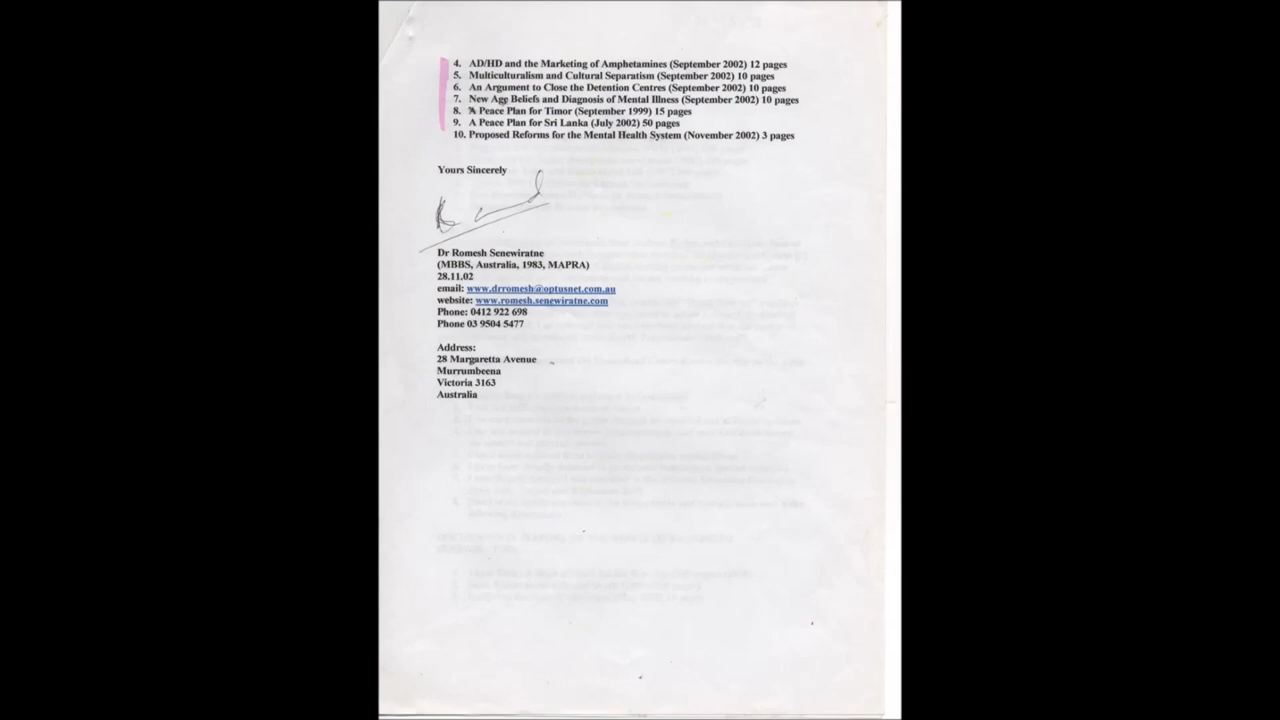 4. AD/HD and the Marketing of Amphetamines (September 2002) 12 pages
5. Multiculturalism and Cultural Separatism (September 2002) 10 pages
6. An Argument to Close the Detention Centres (September 2002) 10 pages
7. New Age Beliefs and Diagnosis of Mental Illness (September 2002) 10 pages
8. A Peace Plan for Timor (September 1999) 15 pages
9. A Peace Plan for Sri Lanka (July 2002) 50 pages
10. Proposed Reforms for the Mental Health System (November 2002) 3 pages
Yours Sincerely
Dr Romesh Senewiratne
(MBBS, Australia, 1983, MAPRA)
28.11.02
email: www.drromesh@optusnet.com.au
website: www.romesh.senewiratne.com
Phone: 0412 922 698
Phone 03 9504 5477
Address:
28 Margaretta Avenue
Murrumbeena
Victoria 3163
Australia